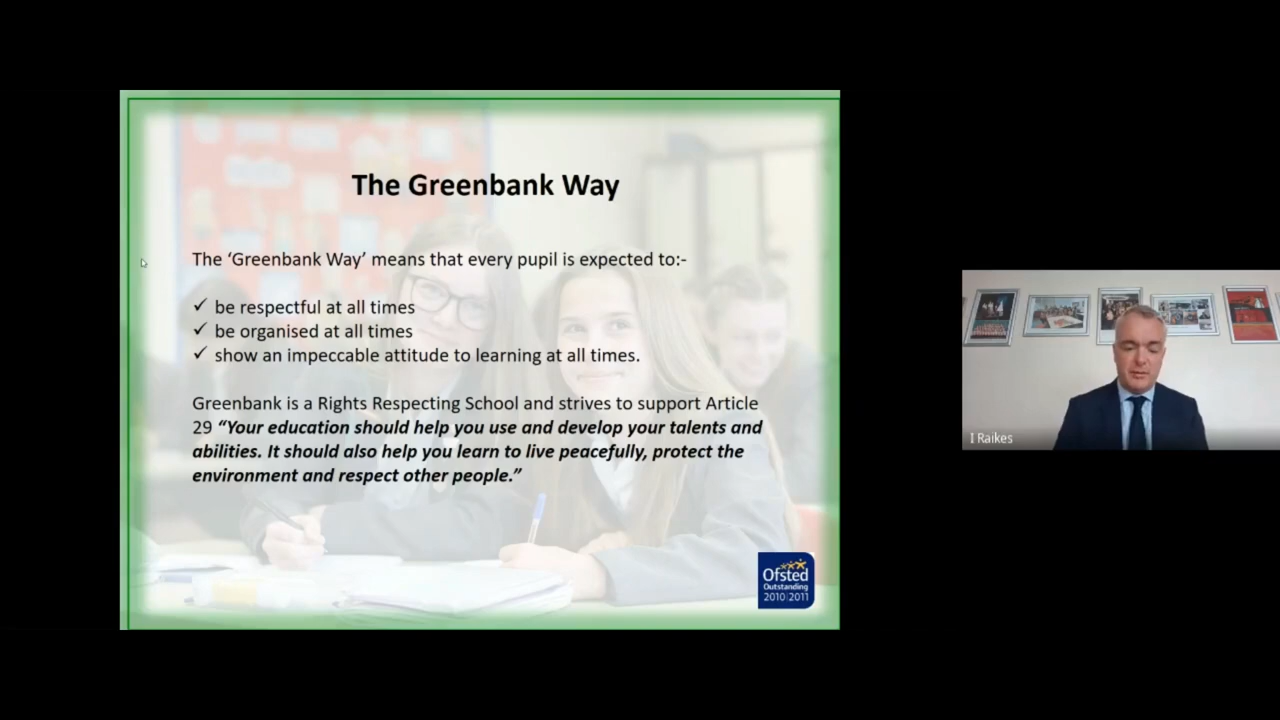 The Greenbank Way
The ‘Greenbank Way’ means that every pupil is expected to:-
✓ be respectful at all times
✓ be organised at all times
✓ show an impeccable attitude to learning at all times.
Greenbank is a Rights Respecting School and strives to support Article
29 “Your education should help you use and develop your talents and
abilities. It should also help you learn to live peacefully, protect the
environment and respect other people.”
Ofsted
Outstanding
2010|2011
I Raikes